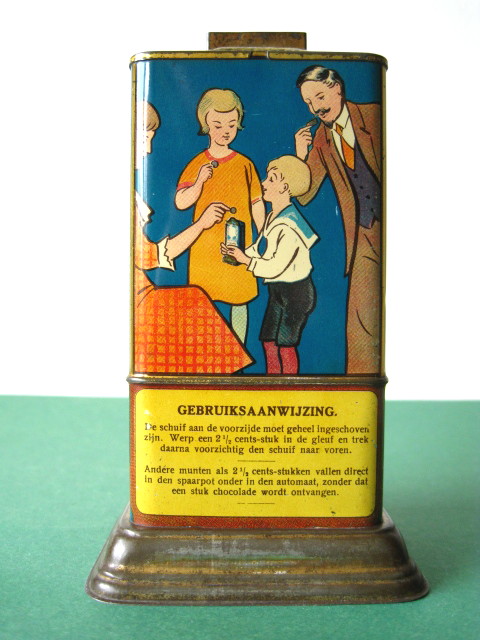 GEBRUIKSAANWIJZING.
De schuif aan de voorzijde moet geheel ingeschoven
zijn. Werp een 2½ cents-stuk in de gleuf en trek
daarna voorzichtig den schuif naar voren.
Andére munten als 2½ cents-stukken vallen direct
in den spaarpot onder in den automaat, zonder dat
een stuk chocolade wordt ontvangen.